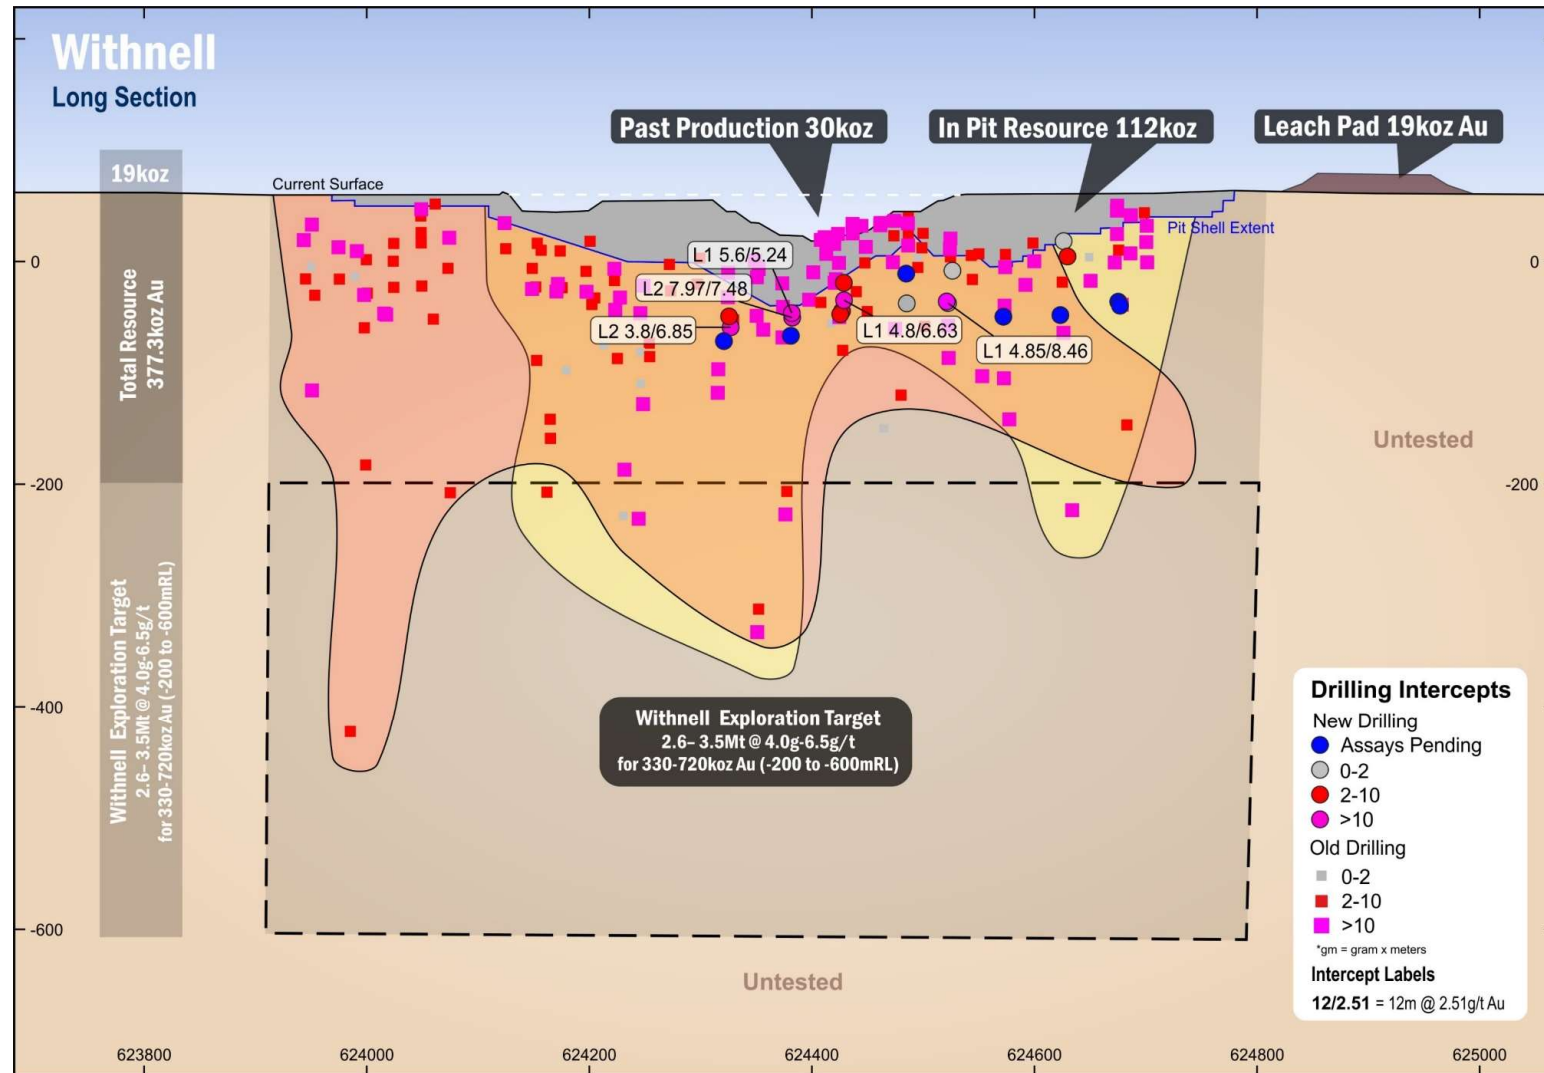 Withnell
Long Section
Past Production 30koz
In Pit Resource 112koz
Leach Pad 19koz Au
19koz
Current Surface
Pit Shell Extent
Total Resource
377.3koz Au
Withnell Exploration Target
2.6– 3.5Mt @ 4.0g-6.5g/t
for 330-720koz Au (-200 to -600mRL)
0
-200
-400
-600
0
-200
L1 5.6/5.24
L2 7.97/7.48
L2 3.8/6.85
L1 4.8/6.63
L1 4.85/8.46
Untested
Withnell Exploration Target
2.6– 3.5Mt @ 4.0g-6.5g/t
for 330-720koz Au (-200 to -600mRL)
Untested
Drilling Intercepts
New Drilling
Assays Pending
0-2
2-10
>10
Old Drilling
0-2
2-10
>10
*gm = gram x meters
Intercept Labels
12/2.51 = 12m @ 2.51g/t Au
623800
624000
624200
624400
624600
624800
625000